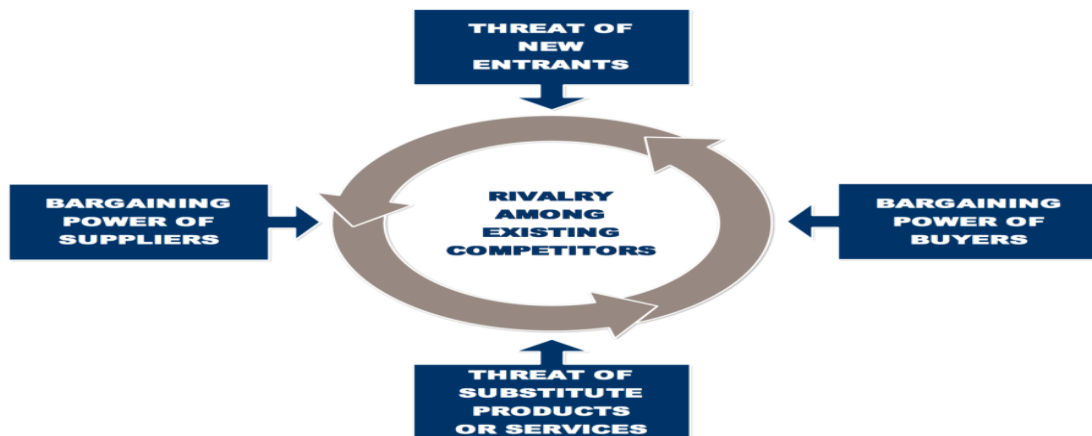 THREAT OF
NEW
ENTRANTS
BARGAINING
POWER OF
SUPPLIERS
RIVALRY
AMONG
EXISTING
COMPETITORS
BARGAINING
POWER OF
BUYERS
THREAT OF
SUBSTITUTE
PRODUCTS
OR SERVICES